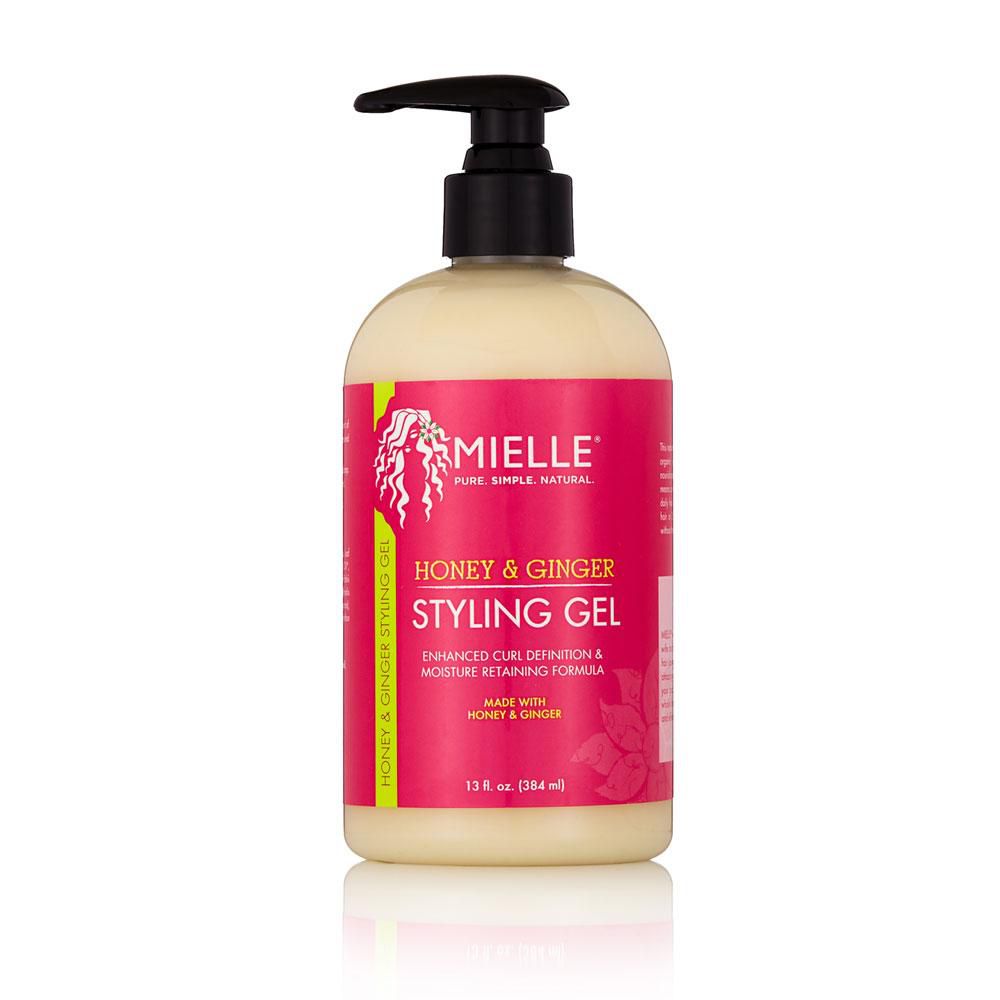 MIELLE®
PURE. SIMPLE. NATURAL.
HONEY & GINGER
STYLING GEL
ENHANCED CURL DEFINITION &
MOISTURE RETAINING FORMULA
MADE WITH
HONEY & GINGER
13 fl. oz. (384 ml)
HONEY & GINGER STYLING GEL